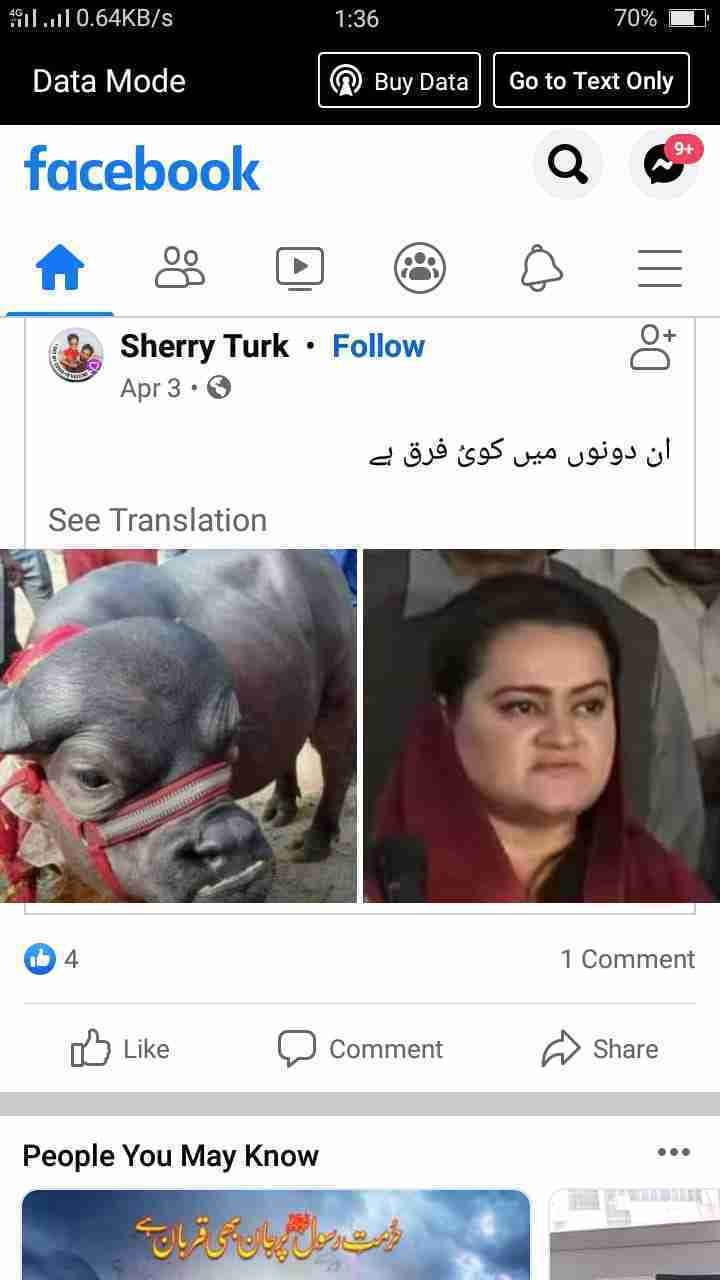 4G 0.64KB/s 1:36 70%
Data Mode Buy Data Go to Text Only
facebook 9+
Sherry Turk • Follow
Apr 3 •
ان دونوں میں کوئ فرق ہے
See Translation
4 1 Comment
Like Comment Share
People You May Know
حرمت رسول ﷺ پر جان بھی قربان ہے